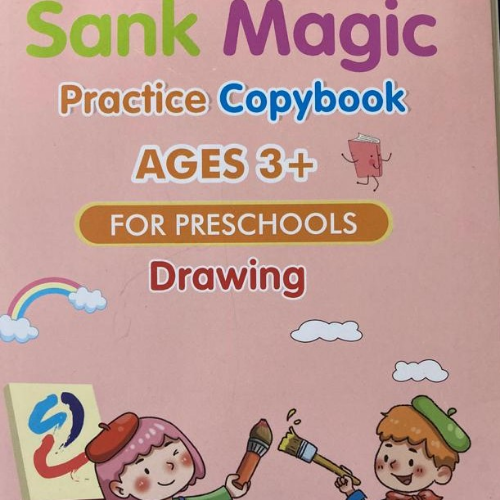 Sank Magic
Practice Copybook
AGES 3+
FOR PRESCHOOLS
Drawing